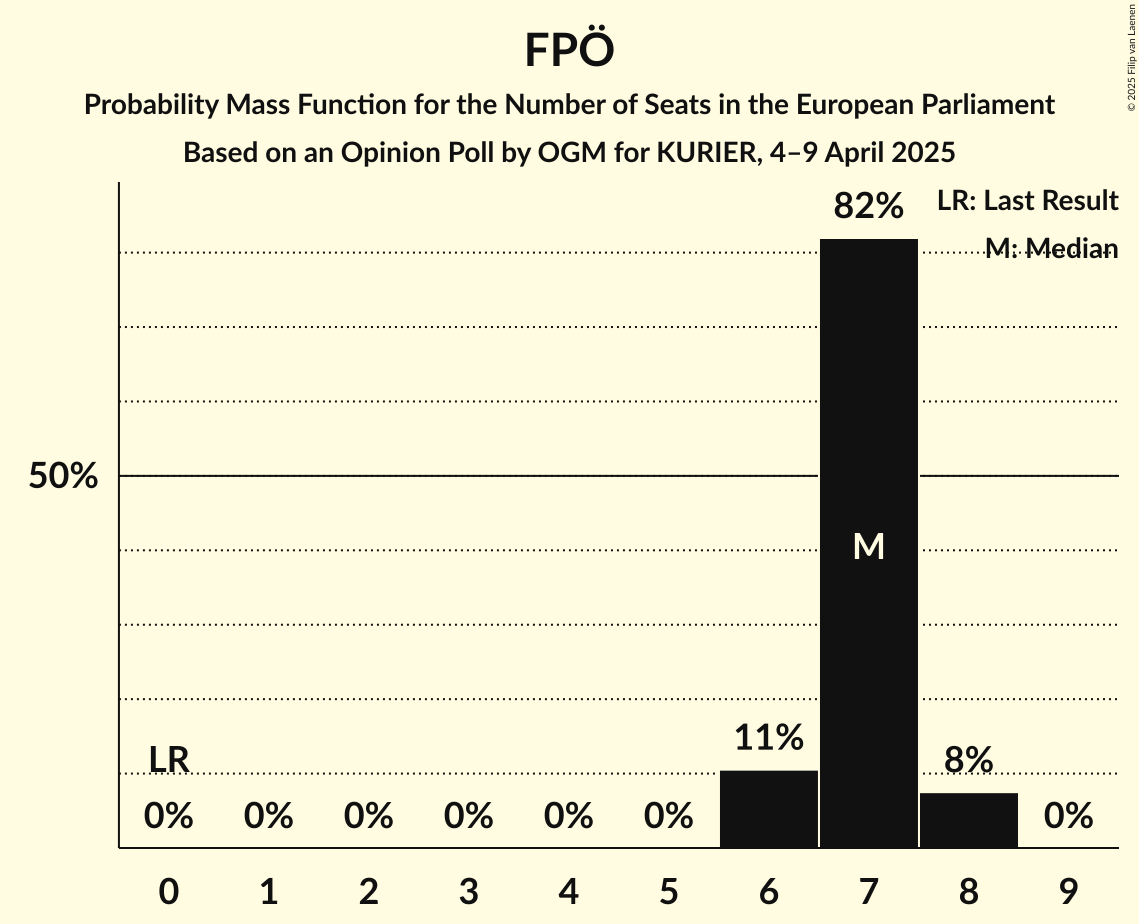 FPÖ
Probability Mass Function for the Number of Seats in the European Parliament
Based on an Opinion Poll by OGM for KURIER, 4–9 April 2025
© 2025 Filip van Laenen
LR: Last Result
M: Median
82%
50%
M
11%
LR
8%
0% 0% 0% 0% 0% 0% 0%
0 1 2 3 4 5 6 7 8 9